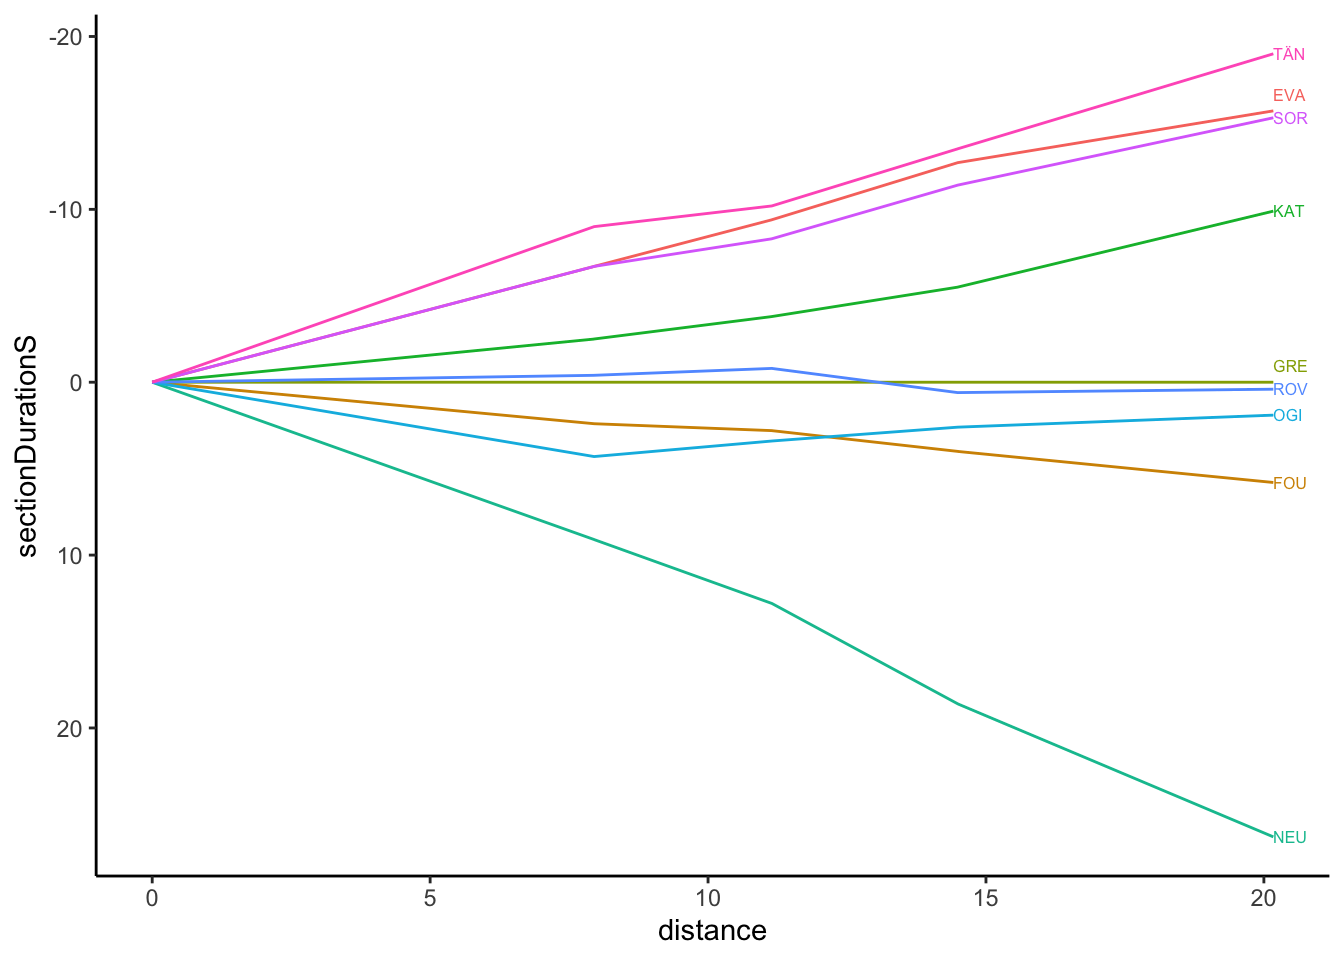 sectionDurationS
-20
-10
0
10
20
TÄN
EVA
SOR
KAT
GRE
ROV
OGI
FOU
NEU
0 5 10 15 20
distance